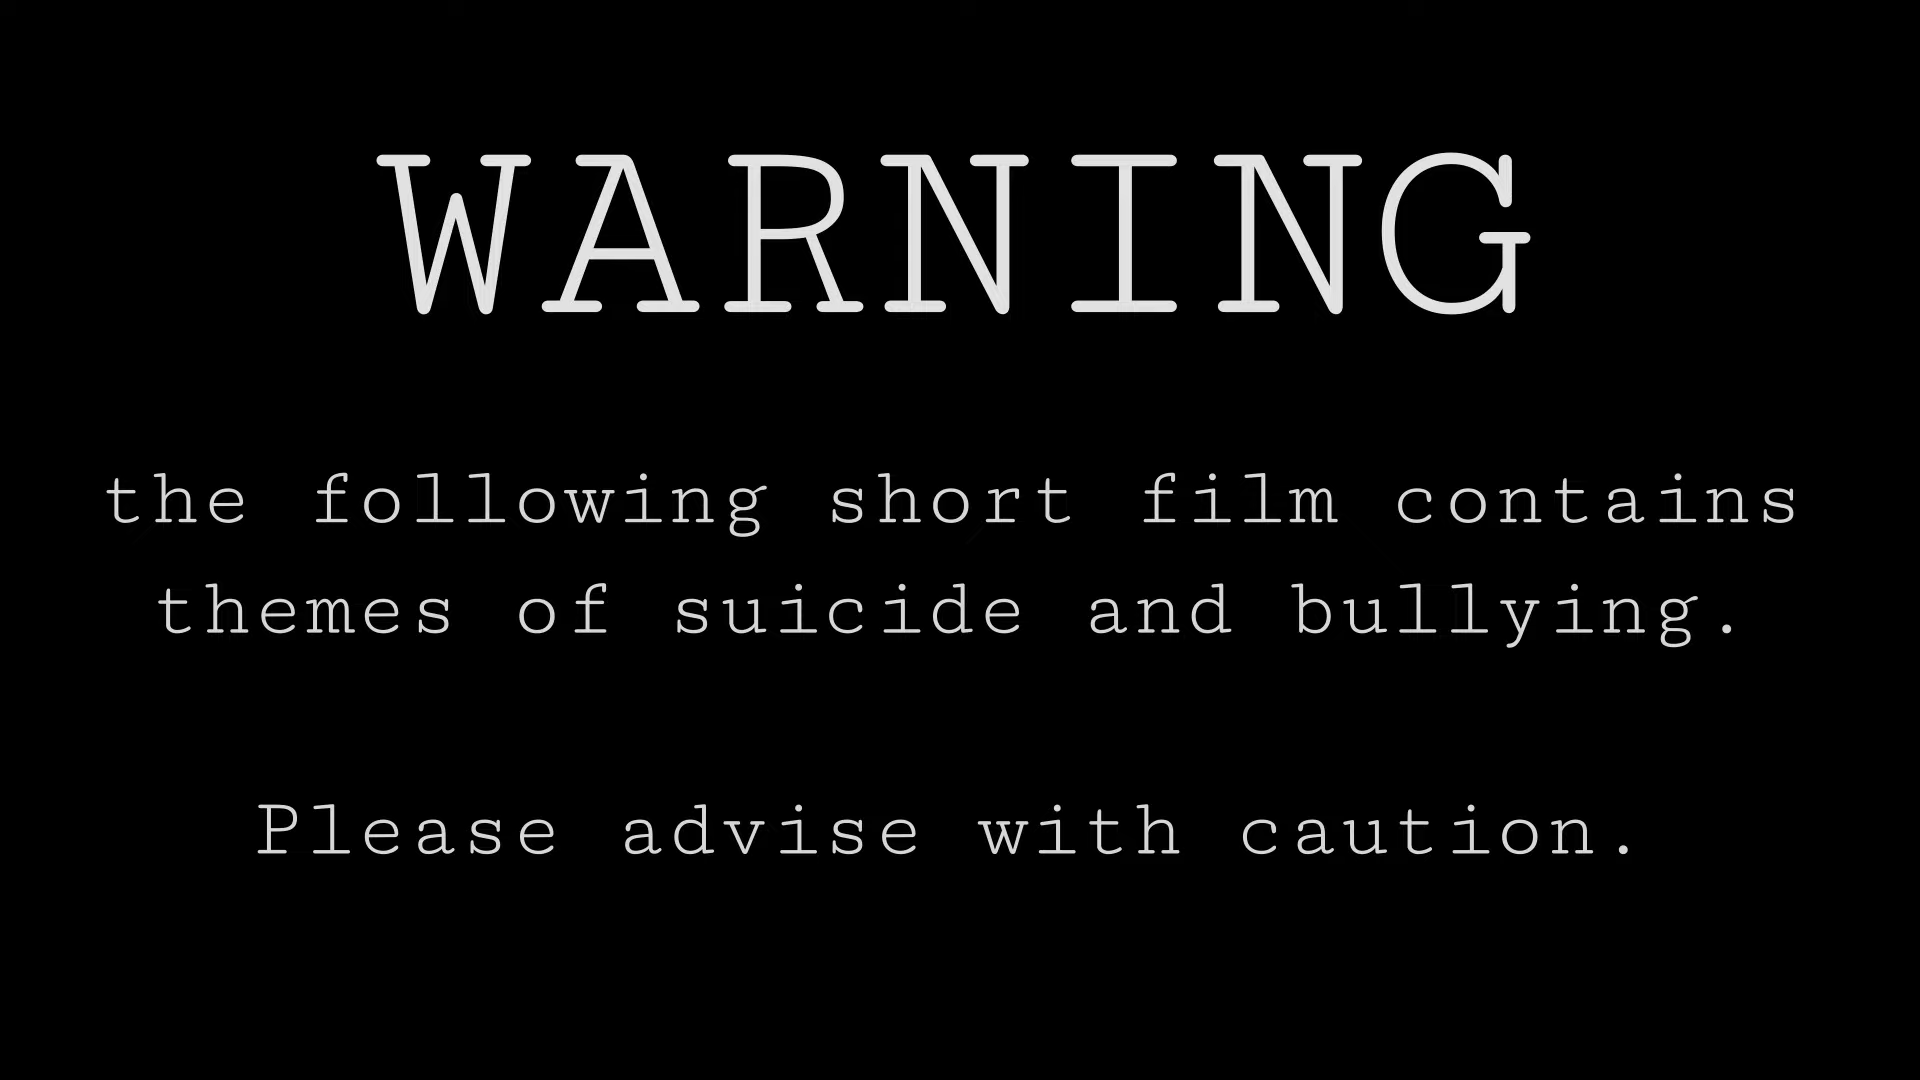 WARNING
the following short film contains
themes of suicide and bullying.
Please advise with caution.